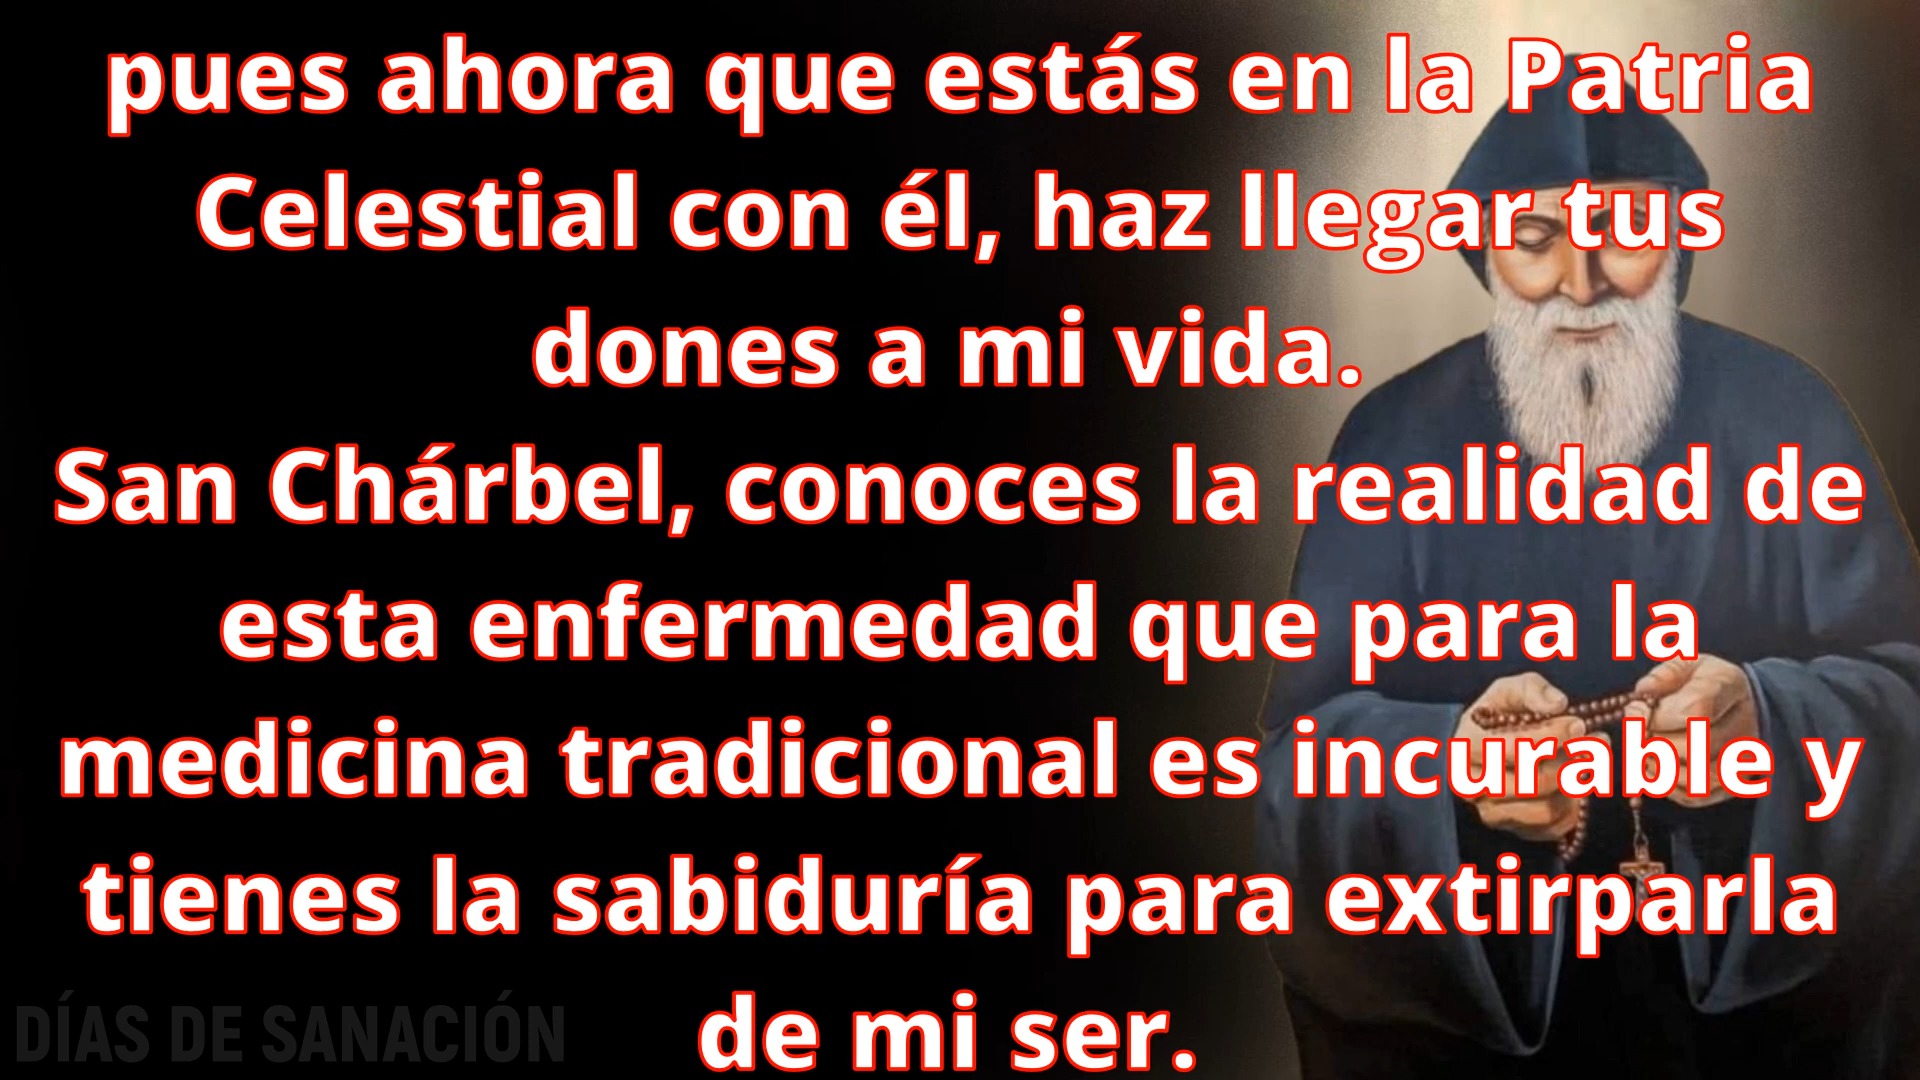 pues ahora que estás en la Patria
Celestial con él, haz llegar tus
dones a mi vida.
San Chárbel, conoces la realidad de
esta enfermedad que para la
medicina tradicional es incurable y
tienes la sabiduría para extirparla
de mi ser.
DÍAS DE SANACIÓN